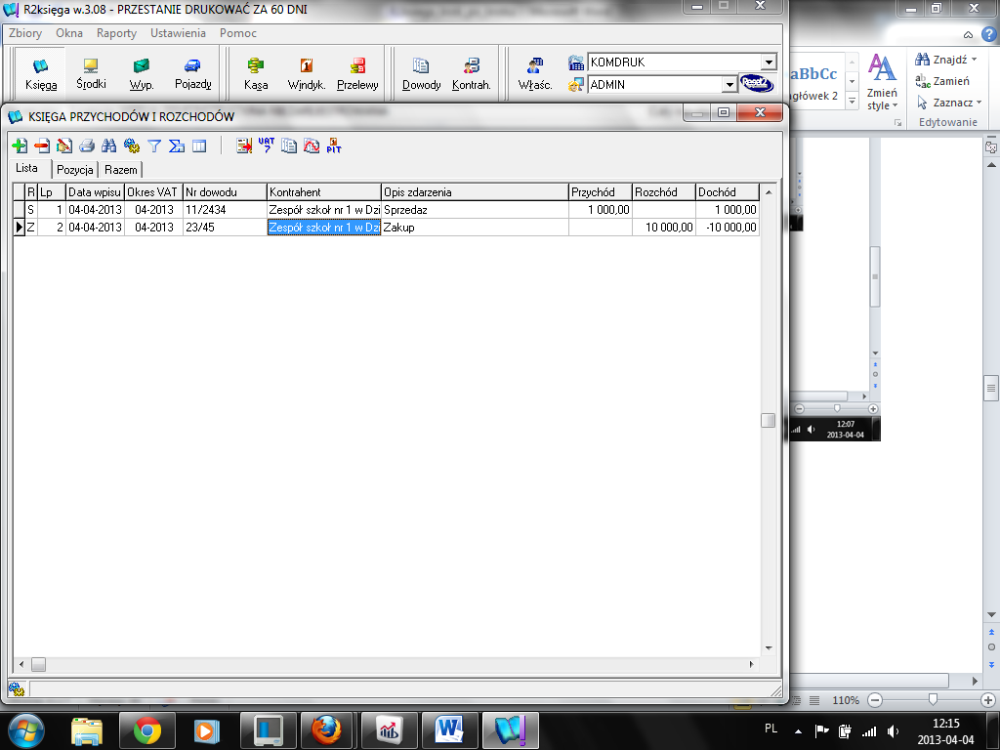 R2księga w.3.08 - PRZESTANIE DRUKOWAĆ ZA 60 DNI
Zbiory Okna Raporty Ustawienia Pomoc
Księga Środki Wyp. Pojazdy Kasa Windyk. Przelewy Dowody Kontrah. Właśc.
KOMDRUK
ADMIN
KSIĘGA PRZYCHODÓW I ROZCHODÓW
VAT 7 PIT
Lista Pozycja Razem
R Lp Data wpisu Okres VAT Nr dowodu Kontrahent Opis zdarzenia Przychód Rozchód Dochód
S 1 04-04-2013 04-2013 11/2434 Zespół szkoł nr 1 w Dzi Sprzedaz 1 000,00 1 000,00
Z 2 04-04-2013 04-2013 23/45 Zespół szkoł nr 1 w Dzi Zakup 10 000,00 -10 000,00
aBbCc
główek 2
Zmień
style
Znajdź
Zamień
Zaznacz
Edytowanie
12:07
2013-04-04
110%
PL
12:15
2013-04-04